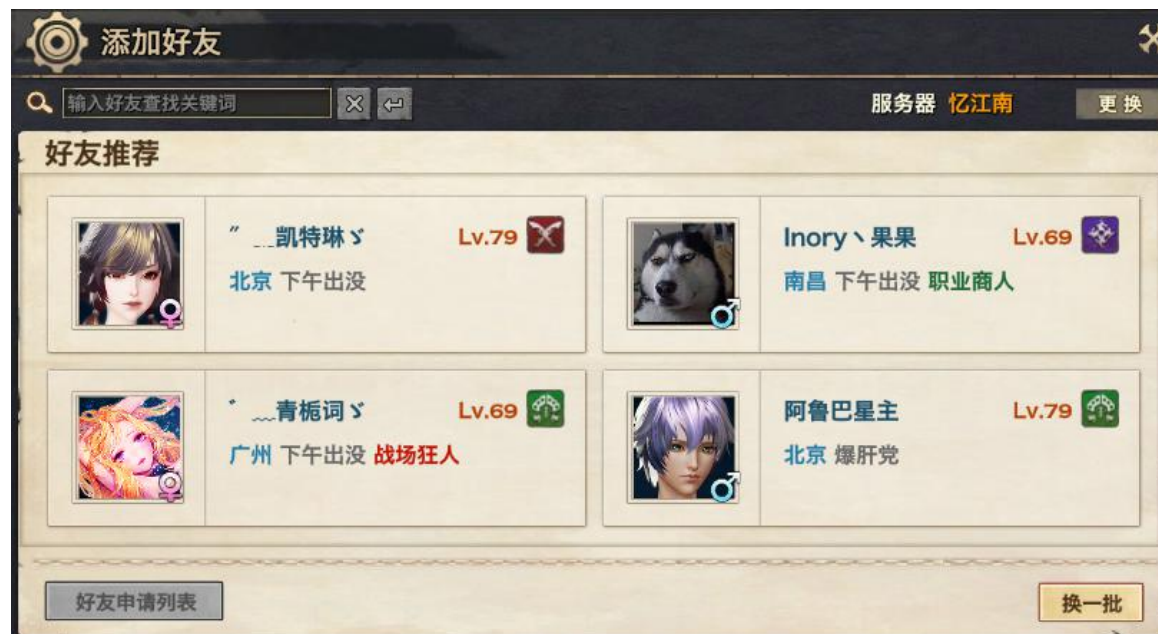 添加好友
输入好友查找关键词
服务器 忆江南
更换
好友推荐
〃﹎凯特琳ゞ Lv.79
北京 下午出没
Inory丶果果 Lv.69
南昌 下午出没 职业商人
゛﹏青栀词ゞ Lv.69
广州 下午出没 战场狂人
阿鲁巴星主 Lv.79
北京 爆肝党
好友申请列表
换一批